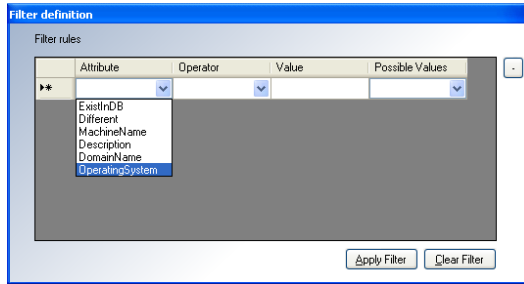 Filter definition
Filter rules
Attribute Operator Value Possible Values
-
ExistInDB
Different
MachineName
Description
DomainName
OperatingSystem
Apply Filter Clear Filter